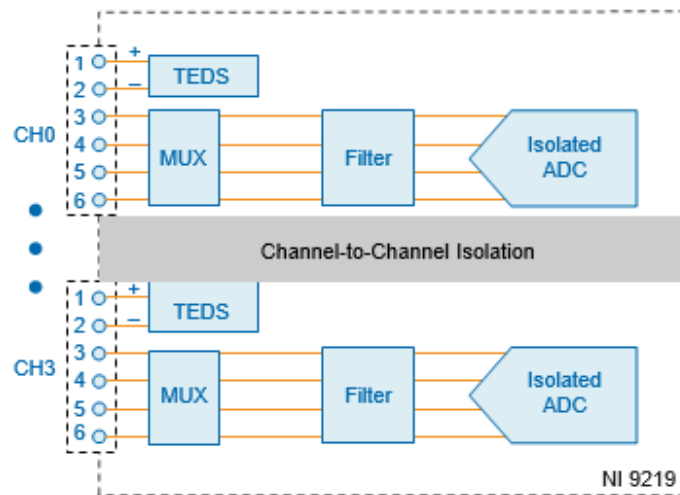 1 +
TEDS
2 −
3
CH0
4 MUX Filter Isolated
ADC
5
6
Channel-to-Channel Isolation
1 +
TEDS
2 −
3
CH3
4 MUX Filter Isolated
ADC
5
6
NI 9219